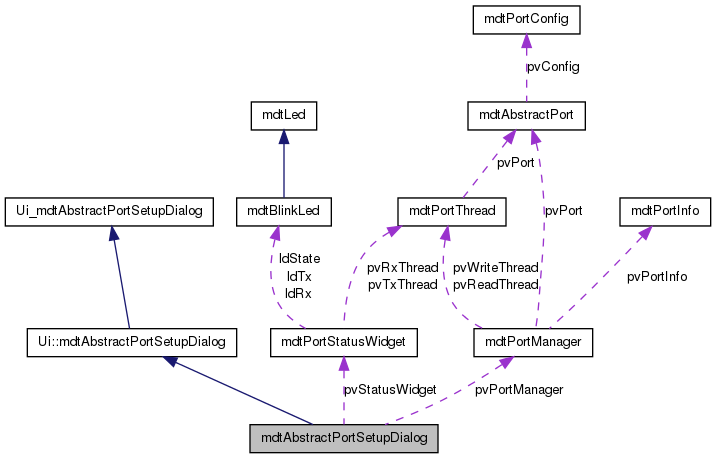 mdtPortConfig
pvConfig
mdtLed
mdtAbstractPort
pvPort
Ui_mdtAbstractPortSetupDialog
mdtBlinkLed
mdtPortThread
pvPort
mdtPortInfo
ldState
ldTx
ldRx
pvRxThread
pvTxThread
pvWriteThread
pvReadThread
pvPortInfo
Ui::mdtAbstractPortSetupDialog
mdtPortStatusWidget
mdtPortManager
pvStatusWidget
pvPortManager
mdtAbstractPortSetupDialog